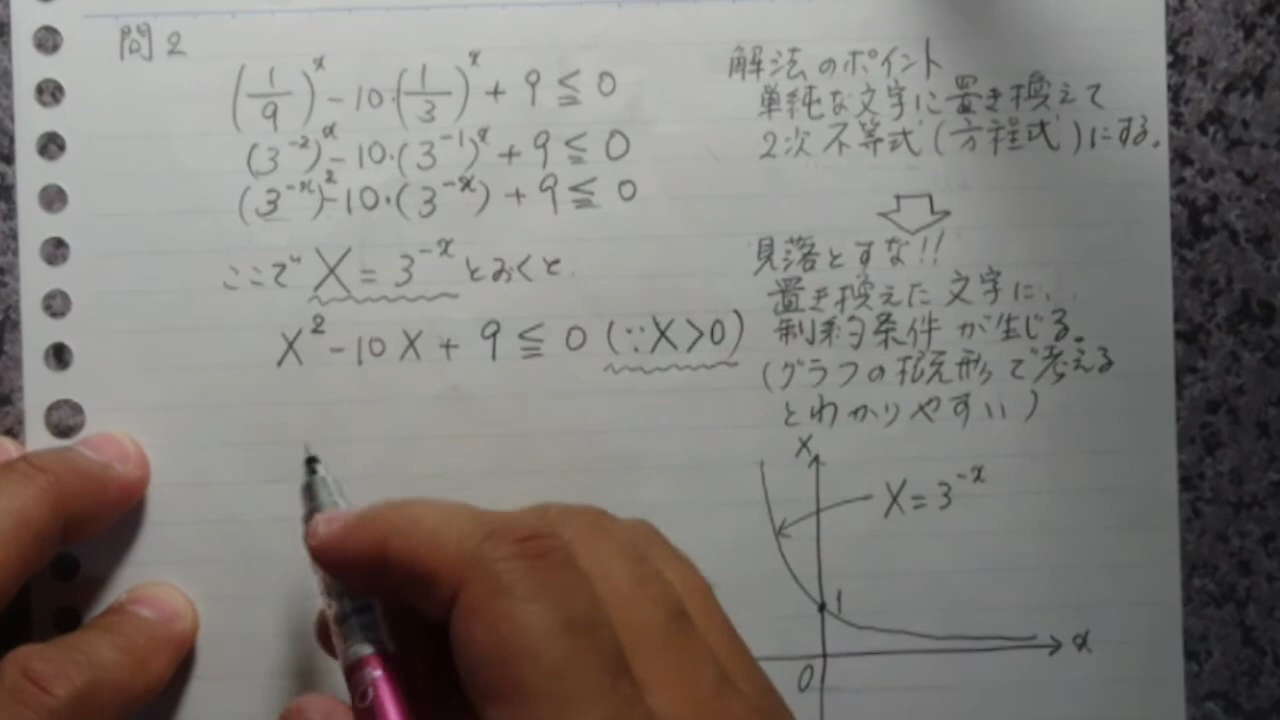 問2
(1/9)^x - 10・(1/3)^x + 9 ≦ 0
(3^-2)^x - 10・(3^-1)^x + 9 ≦ 0
(3^-x)^2 - 10・(3^-x) + 9 ≦ 0
ここで X = 3^-x とおくと.
X^2 - 10X + 9 ≦ 0 (∵X>0)
解法のポイント
単純な文字に置き換えて
2次不等式(方程式)にする。
見落とすな!!
置き換えた文字に、
制約条件が生じる。
(グラフの概形で考える
とわかりやすい)
X
X = 3^-x
1
0
x